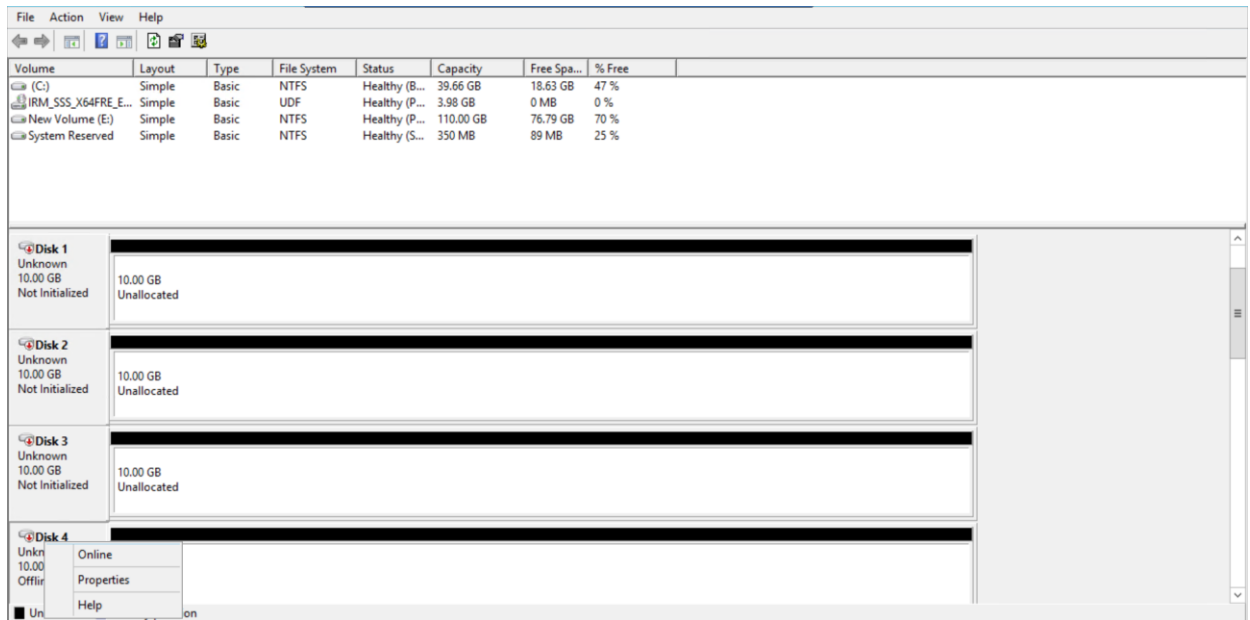 File Action View Help
Volume Layout Type File System Status Capacity Free Spa... % Free
(C:) Simple Basic NTFS Healthy (B... 39.66 GB 18.63 GB 47 %
IRM_SSS_X64FRE_E... Simple Basic UDF Healthy (P... 3.98 GB 0 MB 0 %
New Volume (E:) Simple Basic NTFS Healthy (P... 110.00 GB 76.79 GB 70 %
System Reserved Simple Basic NTFS Healthy (S... 350 MB 89 MB 25 %
Disk 1
Unknown
10.00 GB
Not Initialized
10.00 GB
Unallocated
Disk 2
Unknown
10.00 GB
Not Initialized
10.00 GB
Unallocated
Disk 3
Unknown
10.00 GB
Not Initialized
10.00 GB
Unallocated
Disk 4
Online
Properties
Help